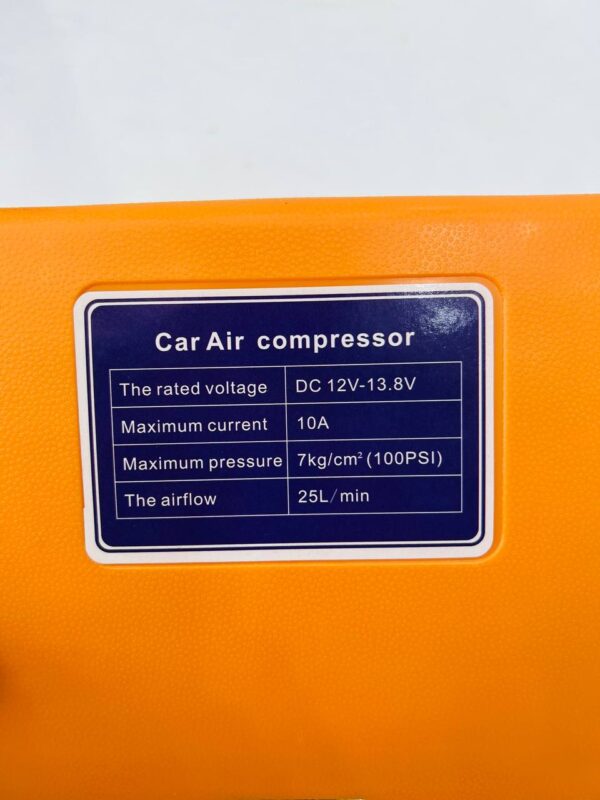 Car Air compressor
The rated voltage DC 12V-13.8V
Maximum current 10A
Maximum pressure 7kg/cm² (100PSI)
The airflow 25L/min